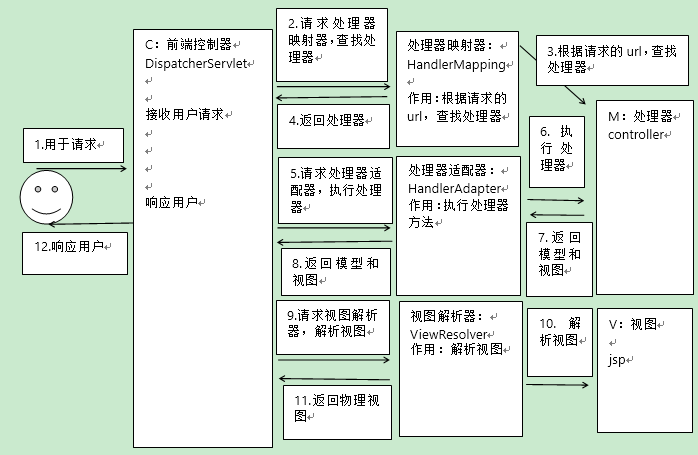 1.用于请求
12.响应用户
C：前端控制器
DispatcherServlet
接收用户请求
响应用户
2.请求处理器
映射器,查找处
理器
4.返回处理器
5.请求处理器适
配器，执行处理
器
8.返回模型和
视图
9.请求视图解析
器，解析视图
11.返回物理视
图
处理器映射器：
HandlerMapping
作用:根据请求的
url，查找处理器
处理器适配器：
HandlerAdapter
作用:执行处理器
方法
视图解析器：
ViewResolver
作用：解析视图
3.根据请求的 url,查找
处理器
6. 执
行处
理器
7.返回
模型和
视图
10. 解
析视图
M：处理器
controller
V：视图
jsp